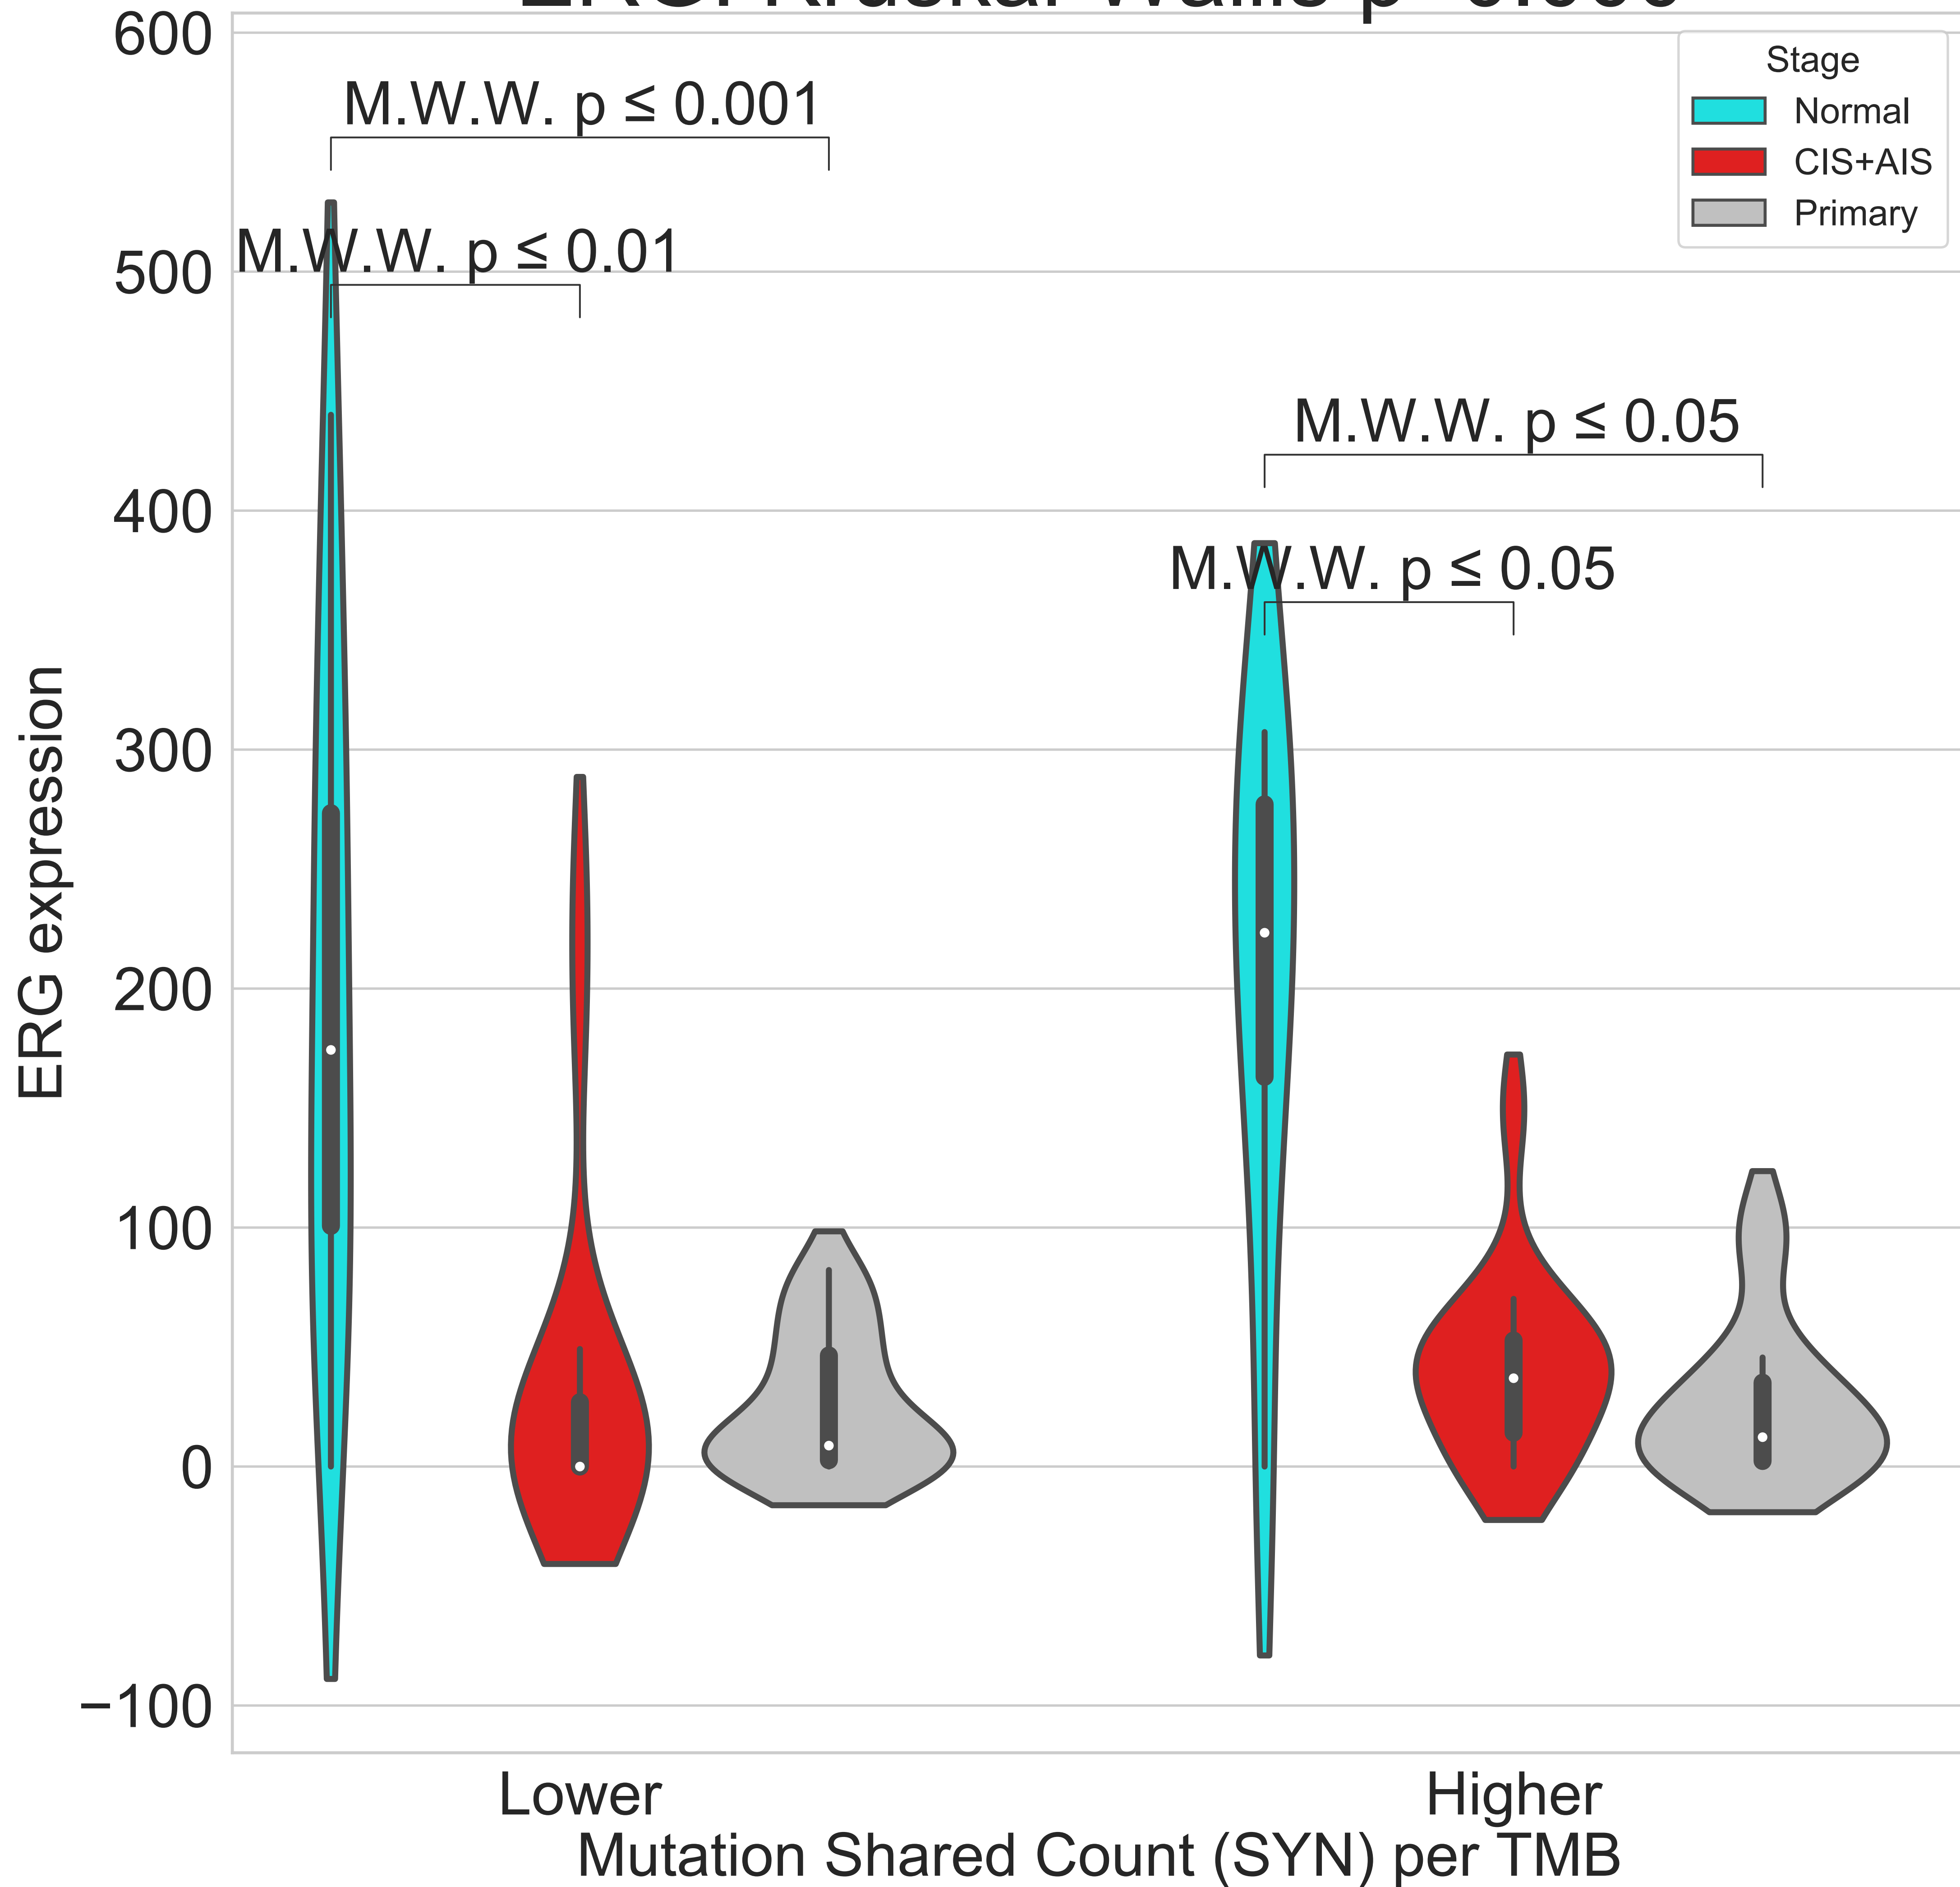 600
500
400
300
200
100
0
−100
ERG expression
M.W.W. p ≤ 0.001
M.W.W. p ≤ 0.01
M.W.W. p ≤ 0.05
M.W.W. p ≤ 0.05
Stage
Normal
CIS+AIS
Primary
Lower
Higher
Mutation Shared Count (SYN) per TMB